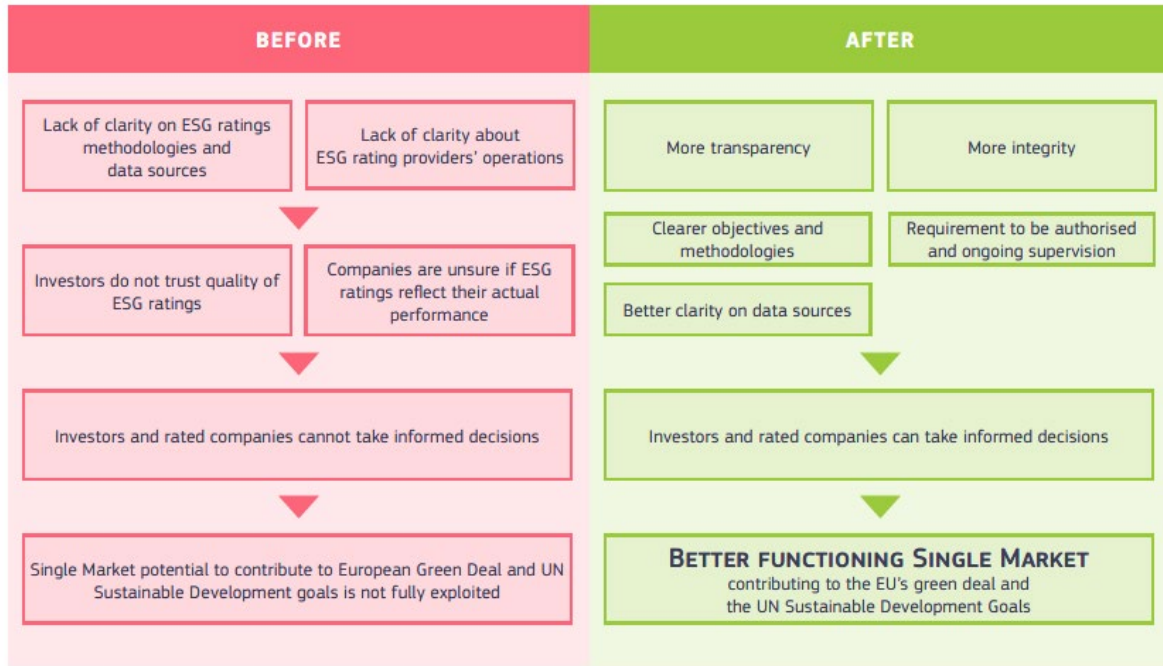 BEFORE
Lack of clarity on ESG ratings
methodologies and
data sources
Lack of clarity about
ESG rating providers' operations
Investors do not trust quality of
ESG ratings
Companies are unsure if ESG
ratings reflect their actual
performance
Investors and rated companies cannot take informed decisions
Single Market potential to contribute to European Green Deal and UN
Sustainable Development goals is not fully exploited
AFTER
More transparency
More integrity
Clearer objectives and
methodologies
Requirement to be authorised
and ongoing supervision
Better clarity on data sources
Investors and rated companies can take informed decisions
BETTER FUNCTIONING SINGLE MARKET
contributing to the EU's green deal and
the UN Sustainable Development Goals